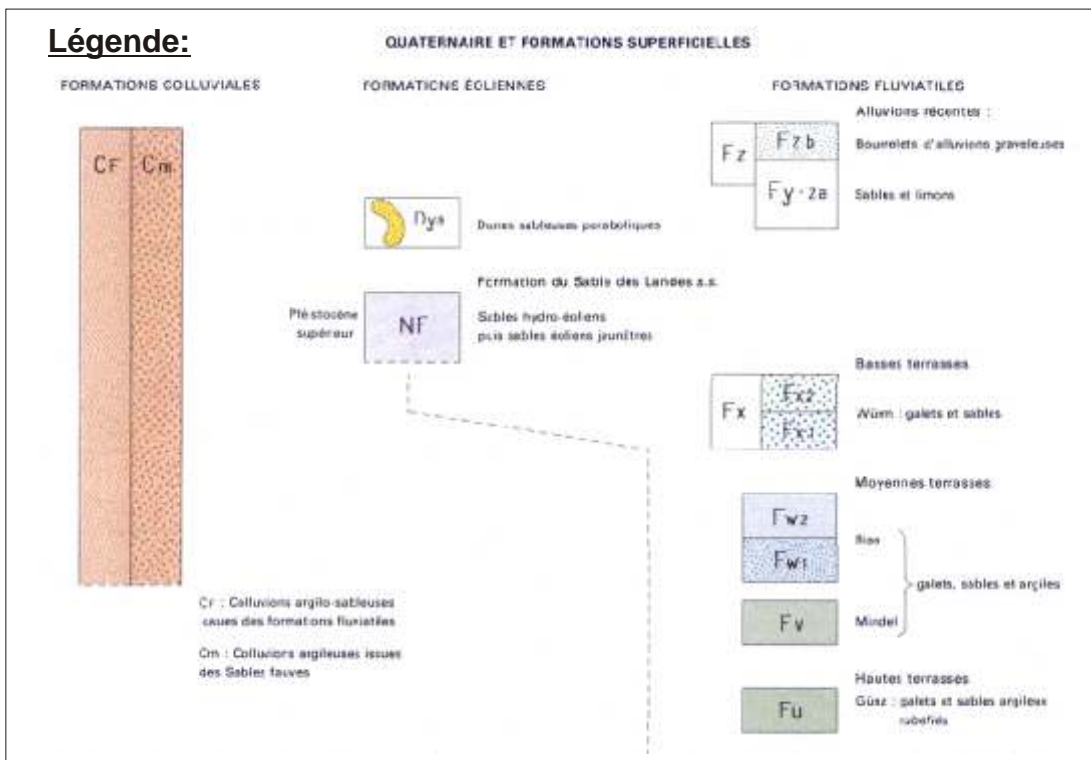 Légende:
QUATERNAIRE ET FORMATIONS SUPERFICIELLES
FORMATIONS COLLUVIALES
FORMATIONS ÉOLIENNES
FORMATIONS FLUVIATILES
Alluvions récentes :
CF Cm
Fz
Fzb
Bourrelets d'alluvions graveleuses
Fy-za
Sables et limons
Dya
Dunes sableuses paraboliques
Formation du Sable des Landes s.s.
Pléistocène
supérieur
NF
Sables hydro-éoliens
puis sables éoliens jaunâtres
Basses terrasses
Fx
Fx2
Fx1
Würm : galets et sables
Moyennes terrasses
Fw2
Riss
Fw1
galets, sables et argiles
Fv
Mindel
CF : Colluvions argilo-sableuses
issues des formations fluviatiles
Cm : Colluvions argileuses issues
des Sables fauves
Hautes terrasses
Fu
Günz : galets et sables argileux
rubéfiés